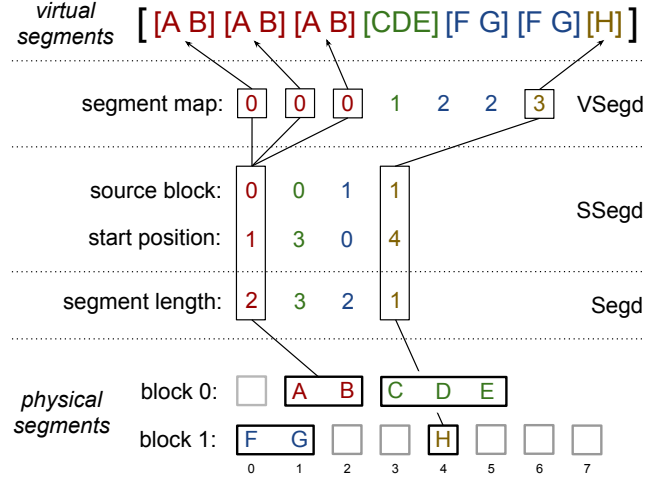 virtual segments
[ [A B] [A B] [A B] [CDE] [F G] [F G] [H] ]
segment map: 0 0 0 1 2 2 3 VSegd
source block: 0 0 1 1
SSegd
start position: 1 3 0 4
segment length: 2 3 2 1 Segd
physical segments
block 0: A B C D E
block 1: F G H
0 1 2 3 4 5 6 7